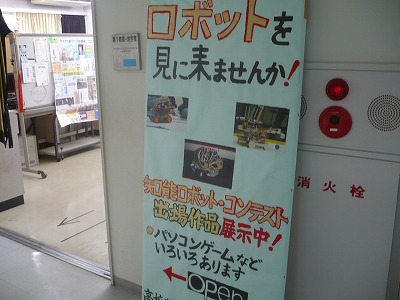 ロボットを
見に来ませんか!
知能ロボット・コンテスト
出場作品展示中!
パソコンゲームなど
いろいろあります
←Open
消火栓